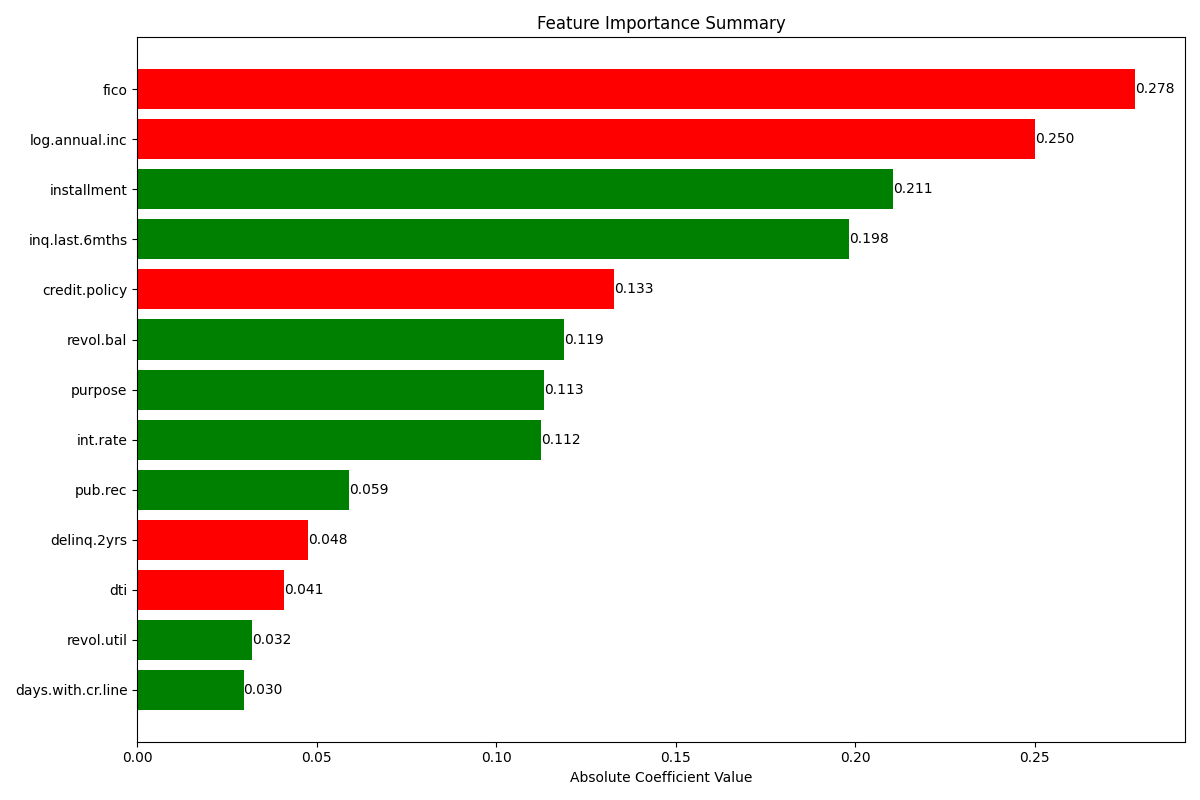 Feature Importance Summary
fico 0.278
log.annual.inc 0.250
installment 0.211
inq.last.6mths 0.198
credit.policy 0.133
revol.bal 0.119
purpose 0.113
int.rate 0.112
pub.rec 0.059
delinq.2yrs 0.048
dti 0.041
revol.util 0.032
days.with.cr.line 0.030
0.00 0.05 0.10 0.15 0.20 0.25
Absolute Coefficient Value